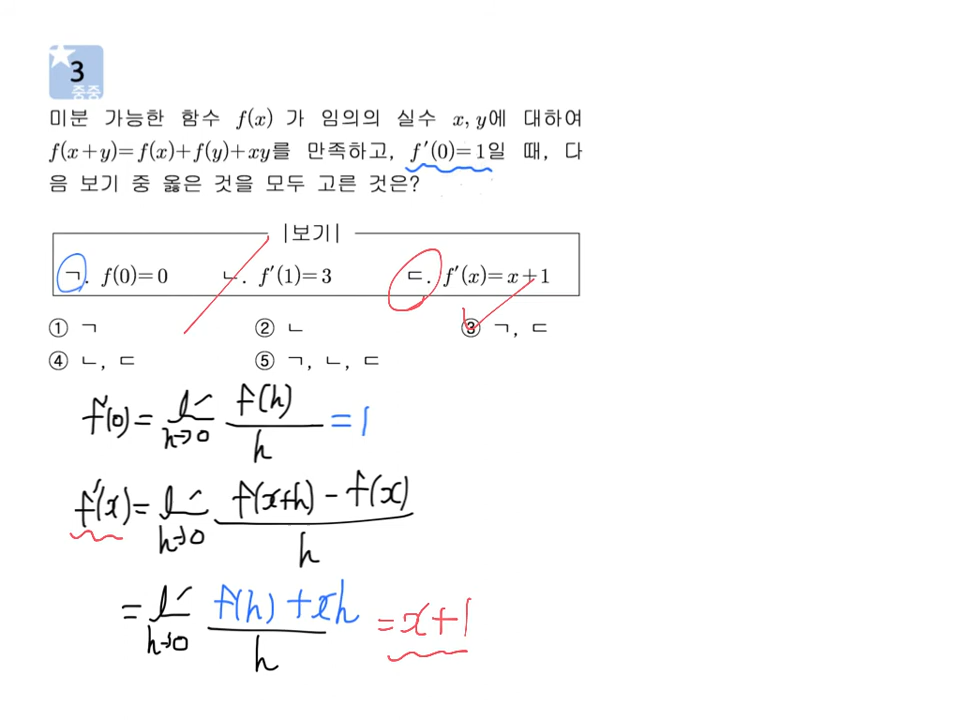 3
중중
미분 가능한 함수 f(x) 가 임의의 실수 x, y에 대하여
f(x+y)=f(x)+f(y)+xy를 만족하고, f′(0)=1일 때, 다
음 보기 중 옳은 것을 모두 고른 것은?
|보기|
ㄱ. f(0)=0 ㄴ. f′(1)=3 ㄷ. f′(x)=x+1
① ㄱ ② ㄴ ③ ㄱ, ㄷ
④ ㄴ, ㄷ ⑤ ㄱ, ㄴ, ㄷ
f′(0)= lim h→0 f(h)/h =1
f′(x)= lim h→0 (f(x+h)-f(x))/h
= lim h→0 (f(h)+xh)/h =x+1